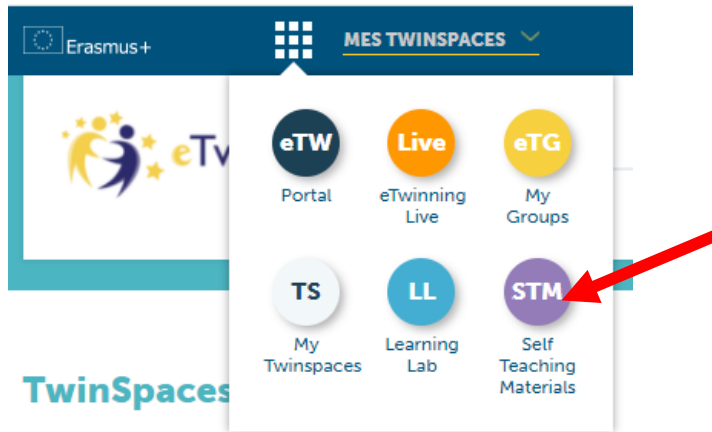 Erasmus+
MES TWINSPACES
eTw
eTW
Live
eTG
Portal
eTwinning
Live
My
Groups
TS
LL
STM
My
Twinspaces
Learning
Lab
Self
Teaching
Materials
TwinSpaces